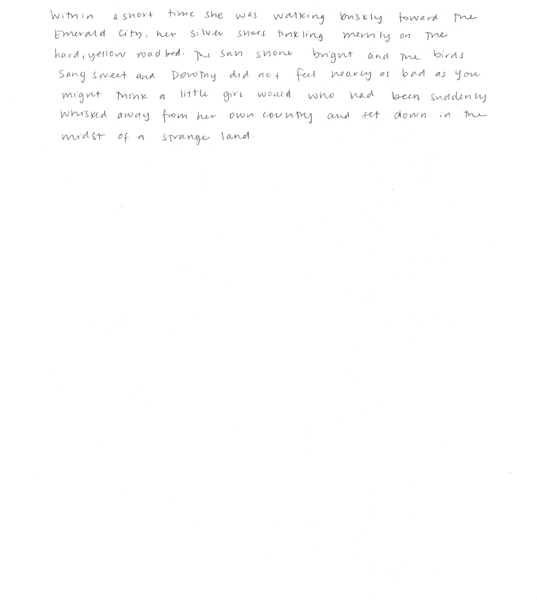 Within a short time she was walking briskly toward the
Emerald City, her silver shoes tinkling merrily on the
hard, yellow roadbed. The sun shone bright and the birds
sang sweet and Dorothy did not feel nearly as bad as you
might think a little girl would who had been suddenly
whisked away from her own country and set down in the
midst of a strange land.